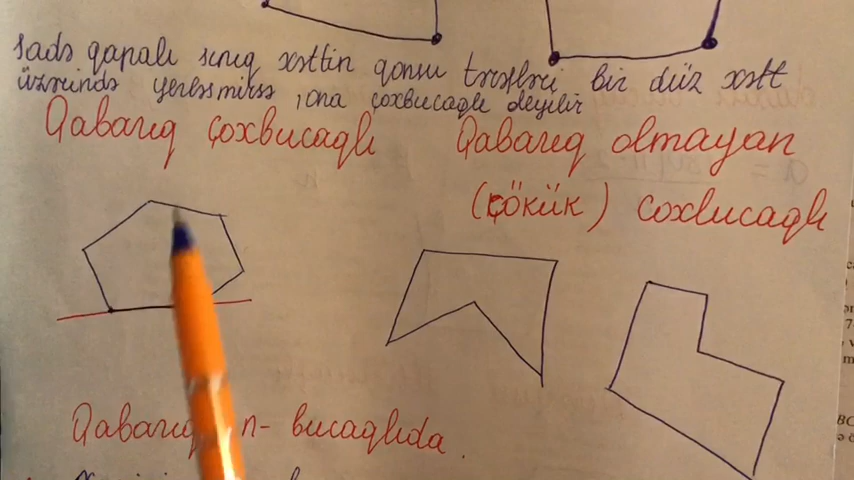 sadə qapalı sınıq xəttin qonşu tərəfləri bir düz xətt
üzərində yerləşmirsə, ona çoxbucaqlı deyilir
Qabarıq çoxbucaqlı
Qabarıq olmayan
(çökük) çoxbucaqlı
Qabarıq n- bucaqlıda.